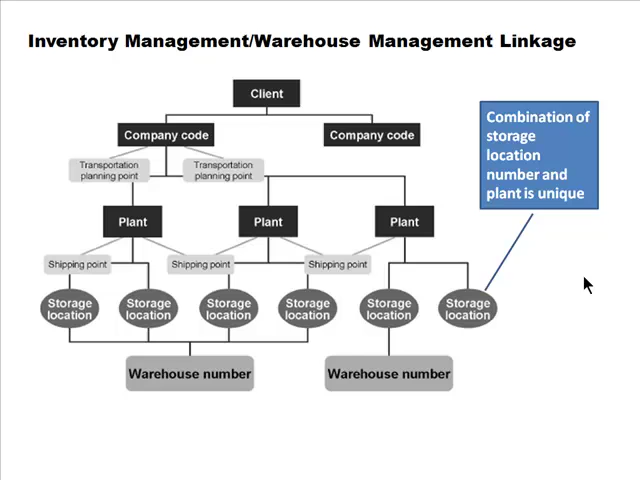 Inventory Management/Warehouse Management Linkage
Client
Company code
Company code
Combination of
storage
location
number and
plant is unique
Transportation
planning point
Transportation
planning point
Plant
Plant
Plant
Shipping point
Shipping point
Shipping point
Storage
location
Storage
location
Storage
location
Storage
location
Storage
location
Storage
location
Warehouse number
Warehouse number